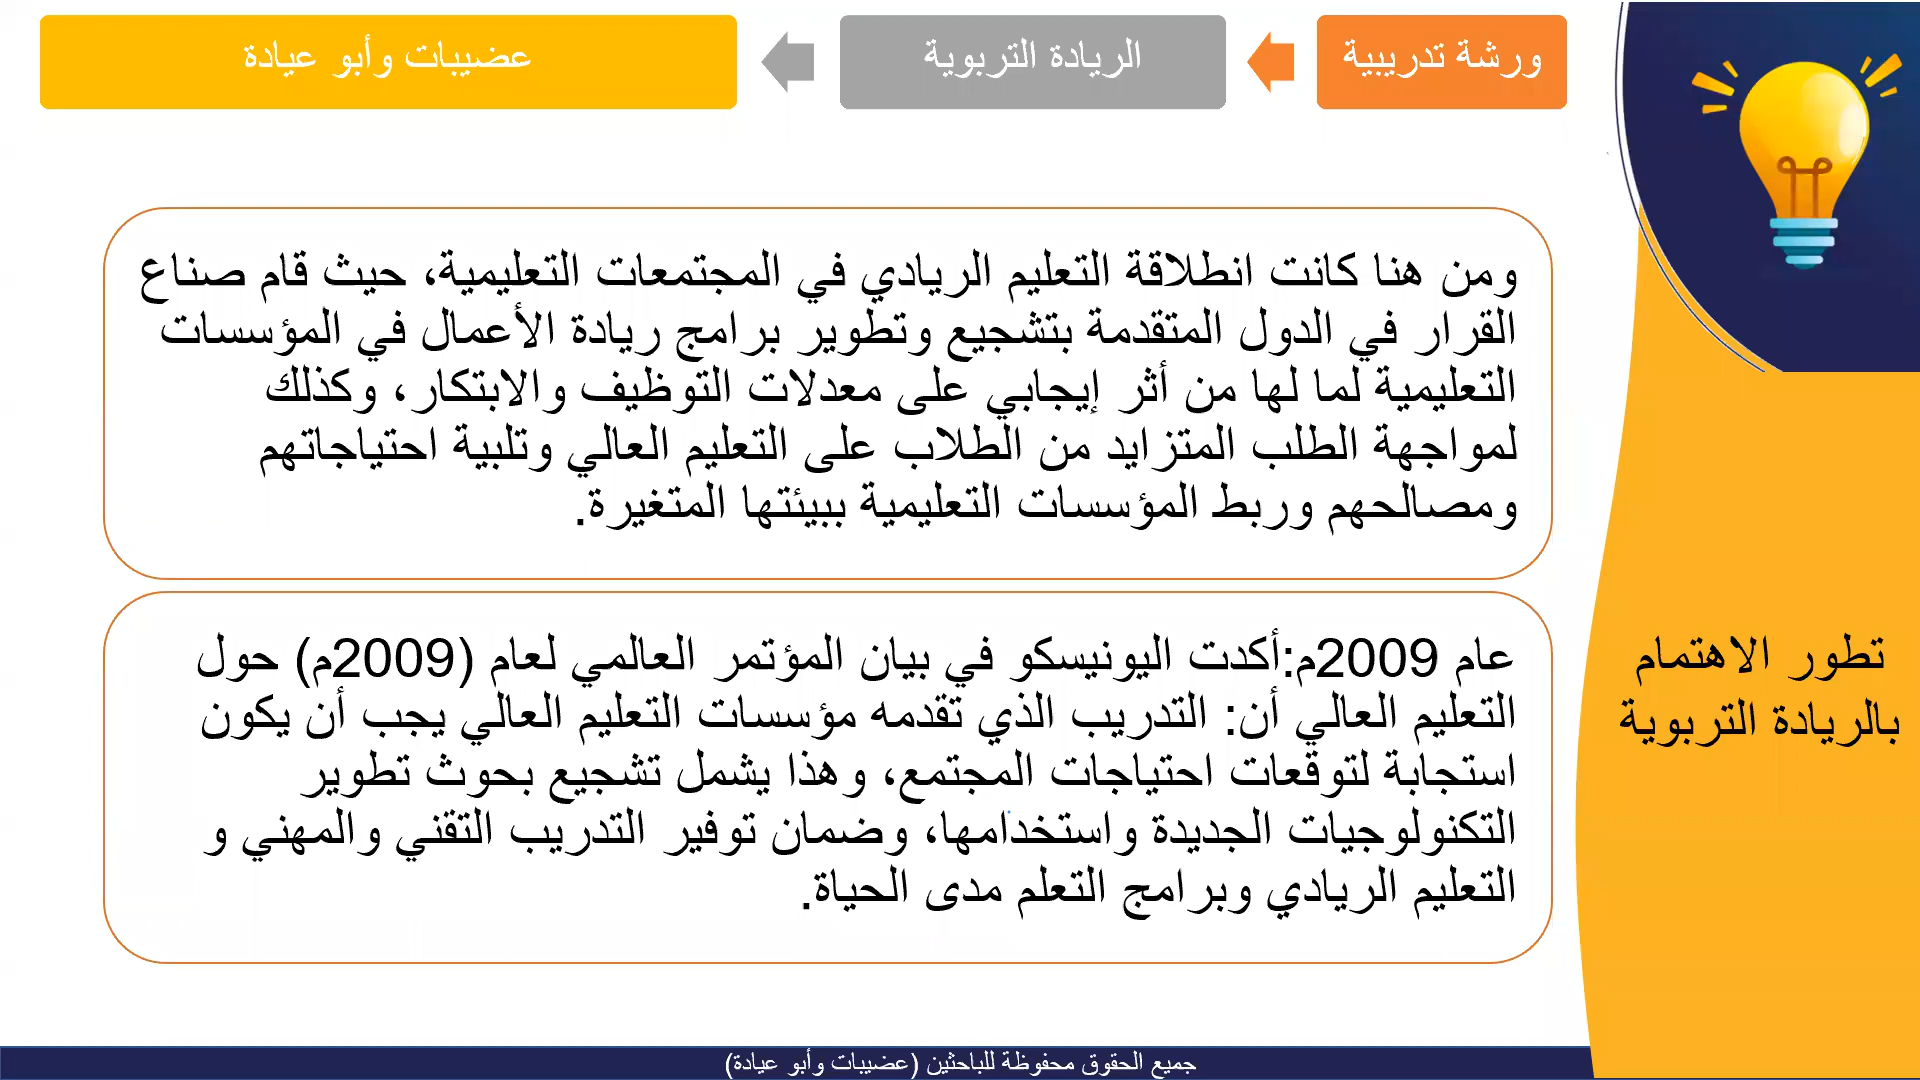 ورشة تدريبية
الريادة التربوية
عضيبات وأبو عيادة
ومن هنا كانت انطلاقة التعليم الريادي في المجتمعات التعليمية، حيث قام صناع
القرار في الدول المتقدمة بتشجيع وتطوير برامج ريادة الأعمال في المؤسسات
التعليمية لما لها من أثر إيجابي على معدلات التوظيف والابتكار، وكذلك
لمواجهة الطلب المتزايد من الطلاب على التعليم العالي وتلبية احتياجاتهم
ومصالحهم وربط المؤسسات التعليمية ببيئتها المتغيرة.
عام 2009م:أكدت اليونيسكو في بيان المؤتمر العالمي لعام (2009م) حول
التعليم العالي أن: التدريب الذي تقدمه مؤسسات التعليم العالي يجب أن يكون
استجابة لتوقعات احتياجات المجتمع، وهذا يشمل تشجيع بحوث تطوير
التكنولوجيات الجديدة واستخدامها، وضمان توفير التدريب التقني والمهني و
التعليم الريادي وبرامج التعلم مدى الحياة.
تطور الاهتمام
بالريادة التربوية
جميع الحقوق محفوظة للباحثين (عضيبات وأبو عيادة)